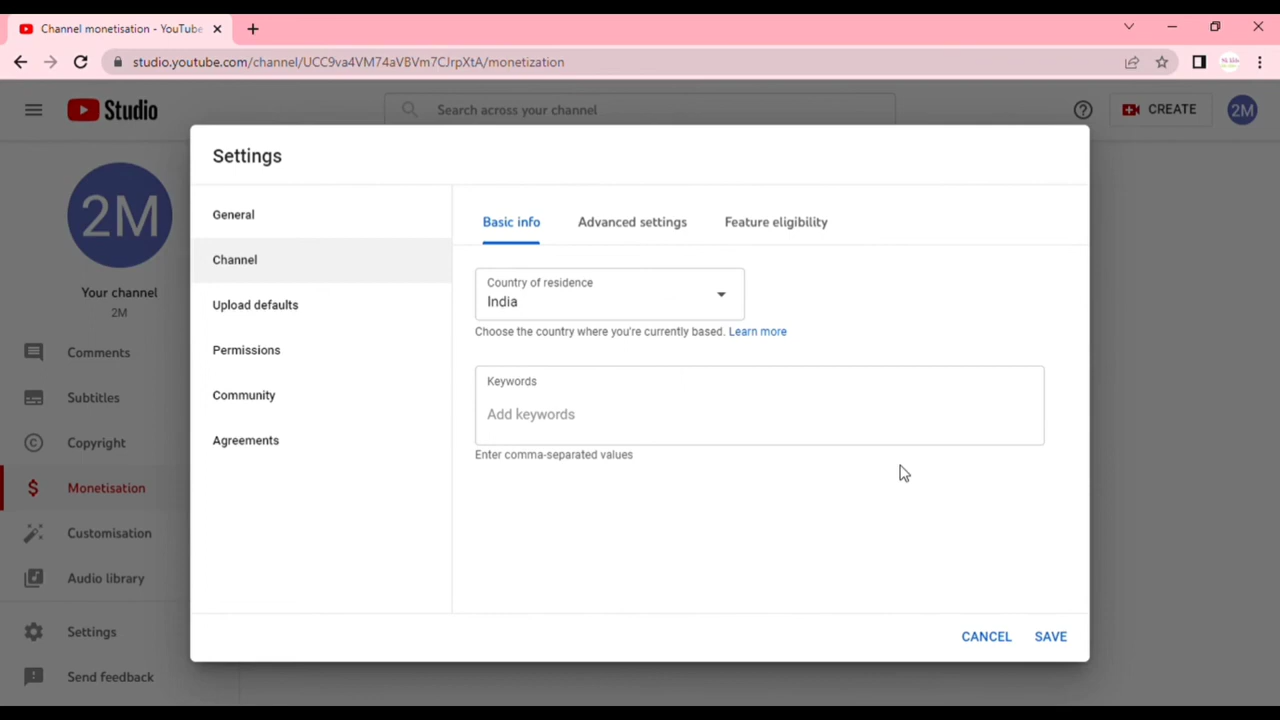 Channel monetisation - YouTube
studio.youtube.com/channel/UCC9va4VM74aVBVm7CJrpXtA/monetization
Studio
Search across your channel
CREATE
2M
2M
Your channel
2M
Comments
Subtitles
Copyright
Monetisation
Customisation
Audio library
Settings
Send feedback
Settings
General
Channel
Upload defaults
Permissions
Community
Agreements
Basic info Advanced settings Feature eligibility
Country of residence
India
Choose the country where you're currently based. Learn more
Keywords
Add keywords
Enter comma-separated values
CANCEL SAVE